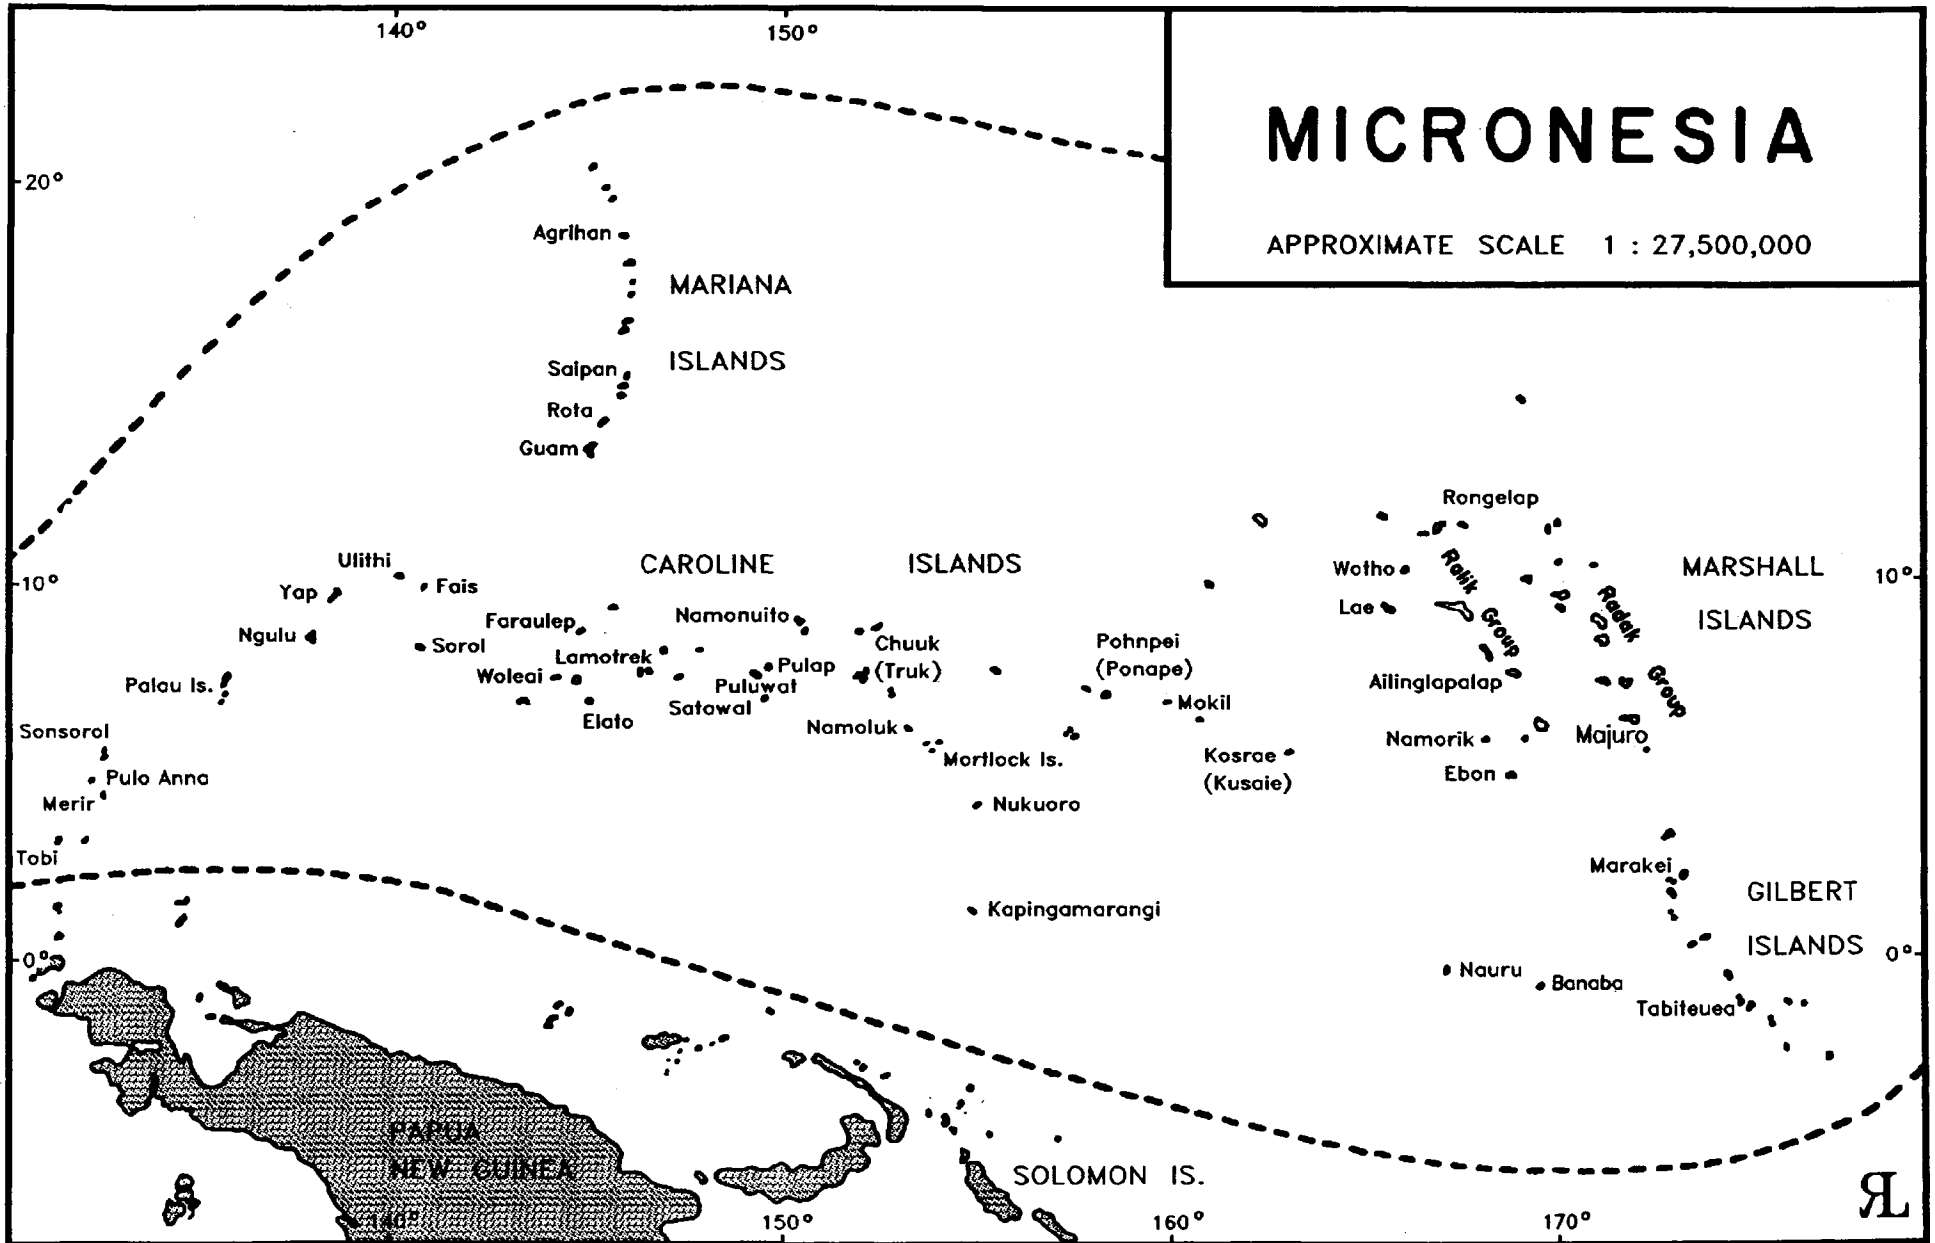 140°
150°
MICRONESIA
APPROXIMATE SCALE 1 : 27,500,000
20°
Agrihan
MARIANA
ISLANDS
Saipan
Rota
Guam
Rongelap
Ulithi
CAROLINE ISLANDS
MARSHALL
ISLANDS
10°
10°
Yap
Fais
Wotho
Ralik Group
Radak Group
Lae
Faraulep
Namonuito
Ngulu
Sorol
Chuuk
(Truk)
Pohnpei
(Ponape)
Lamotrek
Pulap
Woleai
Puluwat
Palau Is.
Ailinglapalap
Satawal
Elato
Mokil
Sonsorol
Namoluk
Namorik
Majuro
Mortlock Is.
Kosrae
(Kusaie)
Ebon
Pulo Anna
Merir
Nukuoro
Tobi
Marakei
GILBERT
ISLANDS
Kapingamarangi
0°
0°
Nauru
Banaba
Tabiteuea
PAPUA
NEW GUINEA
SOLOMON IS.
140°
150°
160°
170°
RL